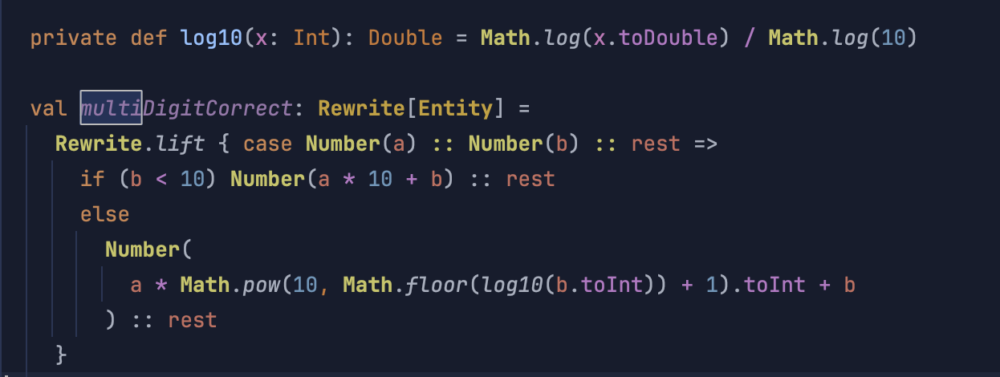 private def log10(x: Int): Double = Math.log(x.toDouble) / Math.log(10)
val multiDigitCorrect: Rewrite[Entity] =
Rewrite.lift { case Number(a) :: Number(b) :: rest =>
if (b < 10) Number(a * 10 + b) :: rest
else
Number(
a * Math.pow(10, Math.floor(log10(b.toInt)) + 1).toInt + b
) :: rest
}